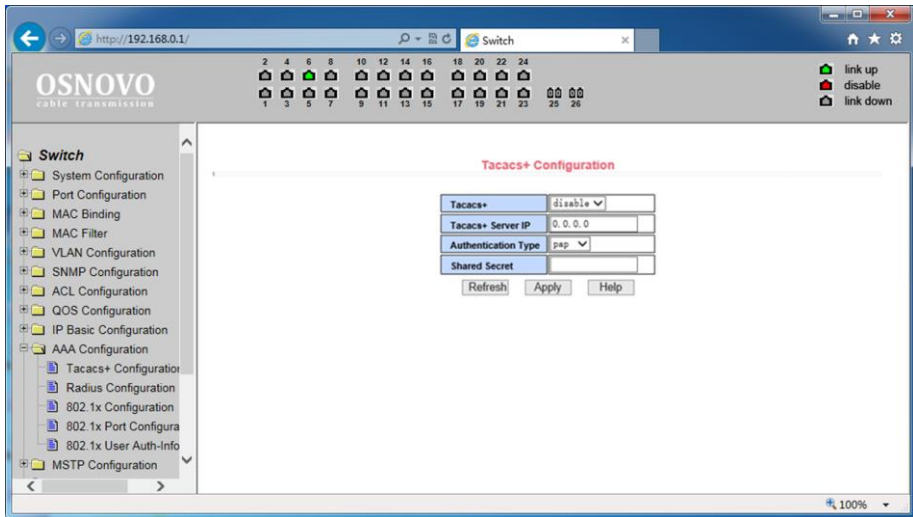 http://192.168.0.1/
Switch
OSNOVO
cable transmission
2 4 6 8 10 12 14 16 18 20 22 24
1 3 5 7 9 11 13 15 17 19 21 23 25 26
link up
disable
link down
Switch
System Configuration
Port Configuration
MAC Binding
MAC Filter
VLAN Configuration
SNMP Configuration
ACL Configuration
QOS Configuration
IP Basic Configuration
AAA Configuration
Tacacs+ Configuration
Radius Configuration
802.1x Configuration
802.1x Port Configura
802.1x User Auth-Info
MSTP Configuration
Tacacs+ Configuration
Tacacs+ disable
Tacacs+ Server IP 0.0.0.0
Authentication Type pap
Shared Secret
Refresh Apply Help
100%